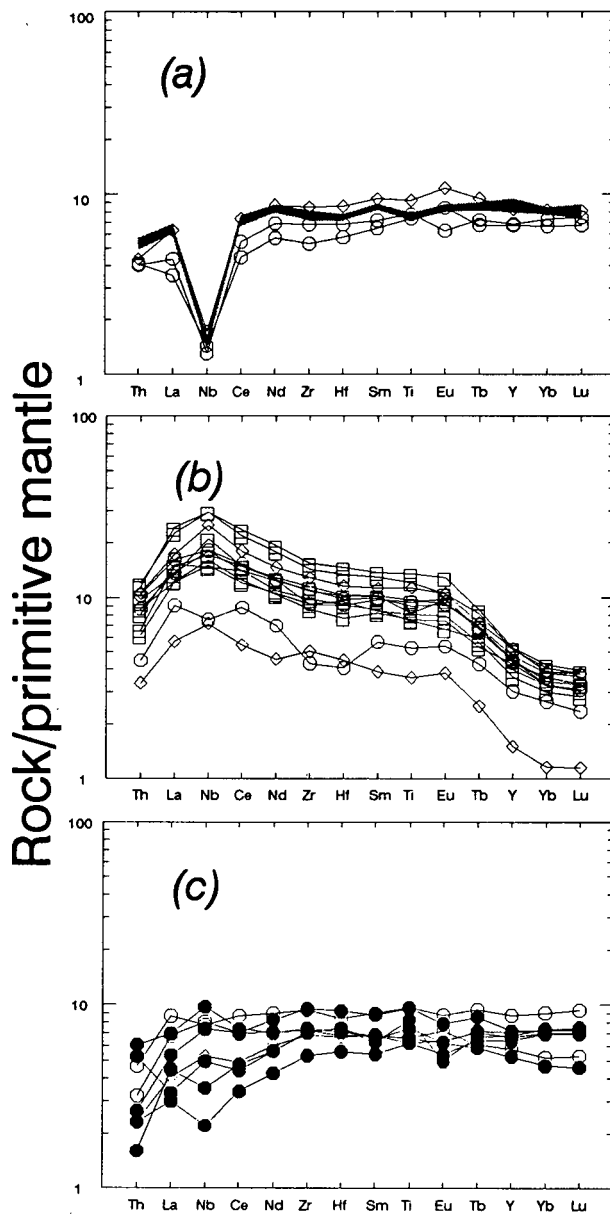 Rock/primitive mantle
100
(a)
10
1
Th La Nb Ce Nd Zr Hf Sm Ti Eu Tb Y Yb Lu
100
(b)
10
1
Th La Nb Ce Nd Zr Hf Sm Ti Eu Tb Y Yb Lu
100
(c)
10
1
Th La Nb Ce Nd Zr Hf Sm Ti Eu Tb Y Yb Lu